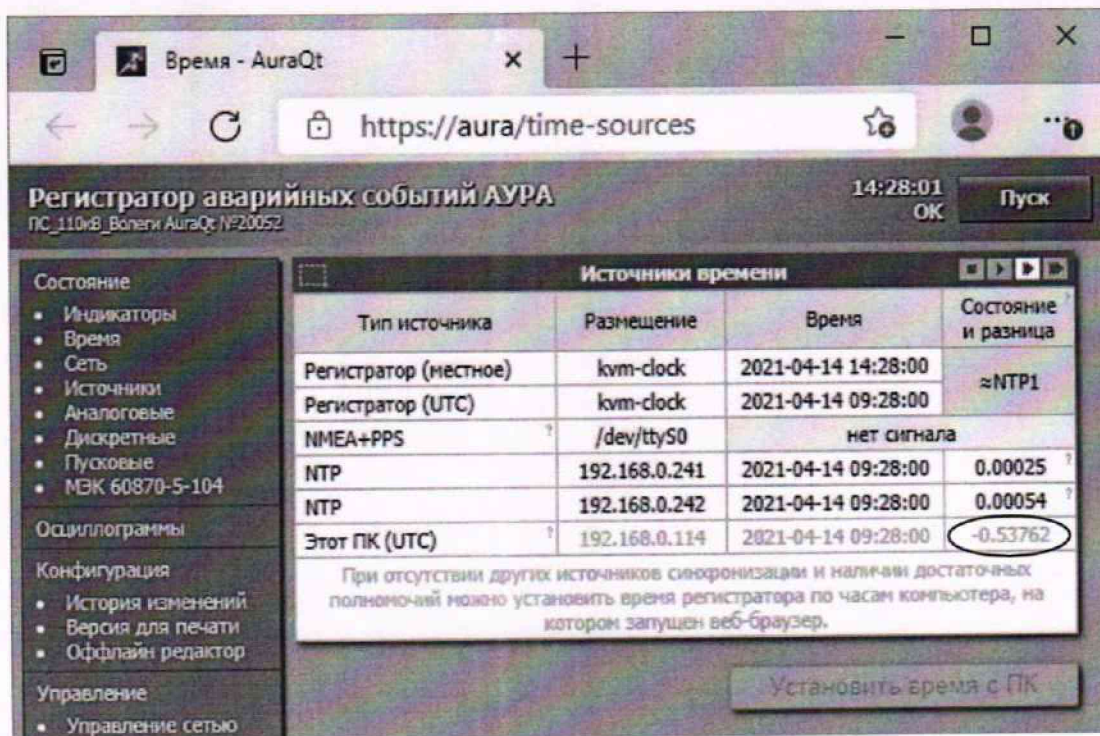 Время - AuraQt
https://aura/time-sources
Регистратор аварийных событий АУРА
14:28:01
OK
Пуск
ПС_110кВ_Волеги AuraQt №20052
Состояние
Индикаторы
Время
Сеть
Источники
Аналоговые
Дискретные
Пусковые
МЭК 60870-5-104
Осциллограммы
Конфигурация
История изменений
Версия для печати
Оффлайн редактор
Управление
Управление сетью
Источники времени
Тип источника Размещение Время Состояние и разница
Регистратор (местное) kvm-clock 2021-04-14 14:28:00 ≈NTP1
Регистратор (UTC) kvm-clock 2021-04-14 09:28:00
NMEA+PPS ? /dev/ttyS0 нет сигнала
NTP 192.168.0.241 2021-04-14 09:28:00 0.00025 ?
NTP 192.168.0.242 2021-04-14 09:28:00 0.00054 ?
Этот ПК (UTC) ? 192.168.0.114 2021-04-14 09:28:00 -0.53762
При отсутствии других источников синхронизации и наличии достаточных
полномочий можно установить время регистратора по часам компьютера, на
котором запущен веб-браузер.
Установить время с ПК